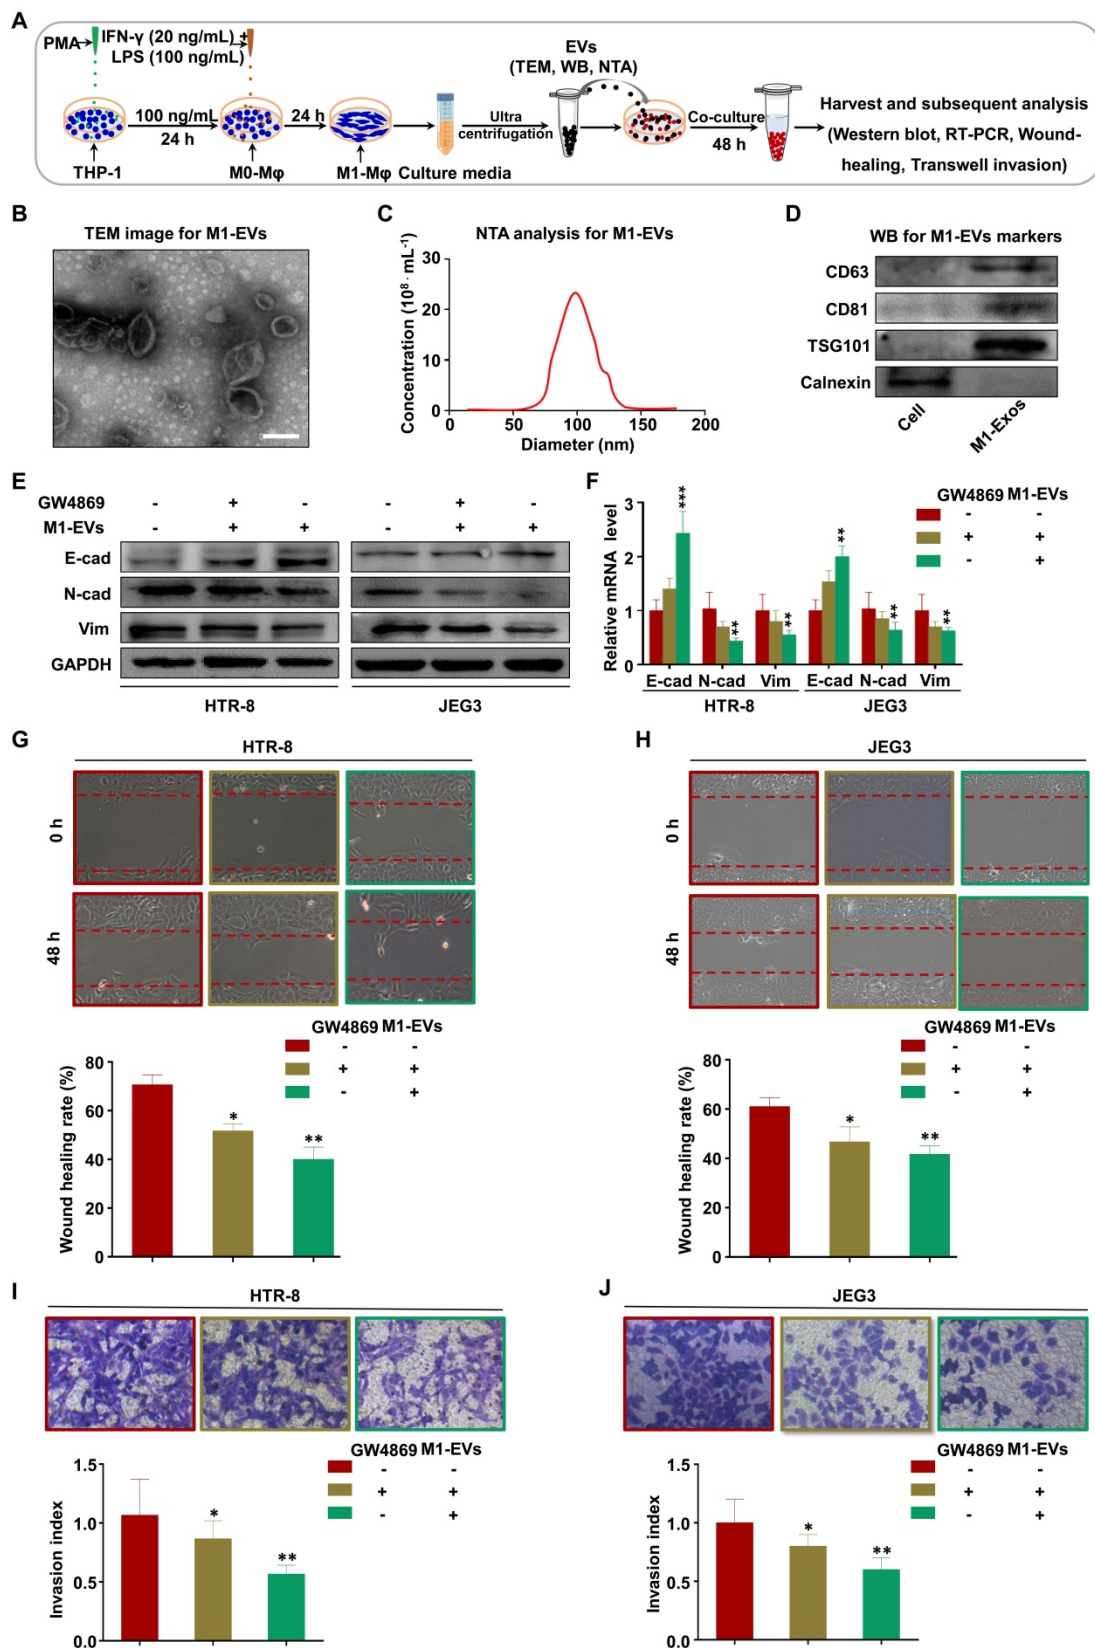 A
PMA
IFN-γ (20 ng/mL) +
LPS (100 ng/mL)
EVs
(TEM, WB, NTA)
100 ng/mL
24 h
24 h
Ultra
centrifugation
Co-culture
48 h
Harvest and subsequent analysis
(Western blot, RT-PCR, Wound-
healing, Transwell invasion)
THP-1
M0-Mφ
M1-Mφ
Culture media
B
TEM image for M1-EVs
C
NTA analysis for M1-EVs
Concentration (10⁸· mL⁻¹)
30
20
10
0
0
50
100
150
200
Diameter (nm)
D
WB for M1-EVs markers
CD63
CD81
TSG101
Calnexin
Cell
M1-Exos
E
GW4869 - + - - + -
M1-EVs - + + - + +
E-cad
N-cad
Vim
GAPDH
HTR-8
JEG3
F
GW4869 M1-EVs
- -
+ +
- +
Relative mRNA level
3
2
1
0
*** ** ** ** ** **
E-cad N-cad Vim E-cad N-cad Vim
HTR-8
JEG3
G
HTR-8
0 h
48 h
GW4869 M1-EVs
- -
+ +
- +
Wound healing rate (%)
80
60
40
20
0
*
**
H
JEG3
0 h
48 h
GW4869 M1-EVs
- -
+ +
- +
Wound healing rate (%)
80
60
40
20
0
*
**
I
HTR-8
GW4869 M1-EVs
- -
+ +
- +
Invasion index
1.5
1.0
0.5
0.0
*
**
J
JEG3
GW4869 M1-EVs
- -
+ +
- +
Invasion index
1.5
1.0
0.5
0.0
*
**